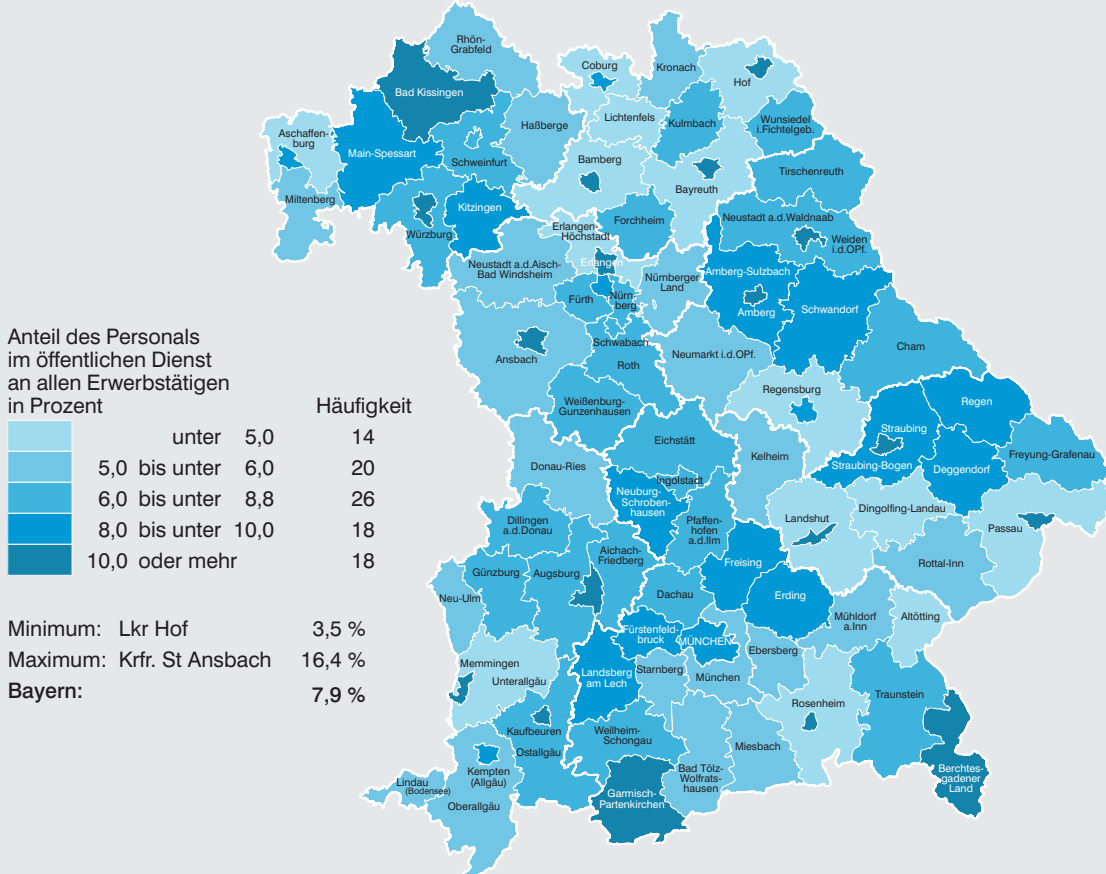 Anteil des Personals
im öffentlichen Dienst
an allen Erwerbstätigen
in Prozent
Häufigkeit
unter 5,0 14
5,0 bis unter 6,0 20
6,0 bis unter 8,8 26
8,0 bis unter 10,0 18
10,0 oder mehr 18
Minimum: Lkr Hof 3,5 %
Maximum: Krfr. St Ansbach 16,4 %
Bayern: 7,9 %
Rhön-
Grabfeld
Coburg
Kronach
Hof
Bad Kissingen
Lichtenfels
Kulmbach
Wunsiedel
i.Fichtelgeb.
Haßberge
Aschaffen-
burg
Main-Spessart
Schweinfurt
Bamberg
Bayreuth
Tirschenreuth
Miltenberg
Kitzingen
Würzburg
Erlangen-
Höchstadt
Forchheim
Neustadt a.d.Waldnaab
Weiden
i.d.OPf.
Neustadt a.d.Aisch-
Bad Windsheim
Erlangen
Nürnberger
Land
Amberg-Sulzbach
Fürth
Nürn-
berg
Amberg
Schwandorf
Ansbach
Schwabach
Roth
Neumarkt i.d.OPf.
Cham
Regensburg
Weißenburg-
Gunzenhausen
Regen
Straubing
Eichstätt
Freyung-Grafenau
Donau-Ries
Kelheim
Straubing-Bogen
Deggendorf
Ingolstadt
Neuburg-
Schroben-
hausen
Dingolfing-Landau
Landshut
Passau
Dillingen
a.d.Donau
Pfaffen-
hofen
a.d.Ilm
Aichach-
Friedberg
Freising
Rottal-Inn
Günzburg
Augsburg
Neu-Ulm
Dachau
Erding
Mühldorf
a.Inn
Altötting
Fürstenfeld-
bruck
MÜNCHEN
Ebersberg
Memmingen
Unterallgäu
Landsberg
am Lech
Starnberg
München
Rosenheim
Traunstein
Kaufbeuren
Ostallgäu
Weilheim-
Schongau
Miesbach
Kempten
(Allgäu)
Bad Tölz-
Wolfrats-
hausen
Berchtes-
gadener
Land
Lindau
(Bodensee)
Oberallgäu
Garmisch-
Partenkirchen